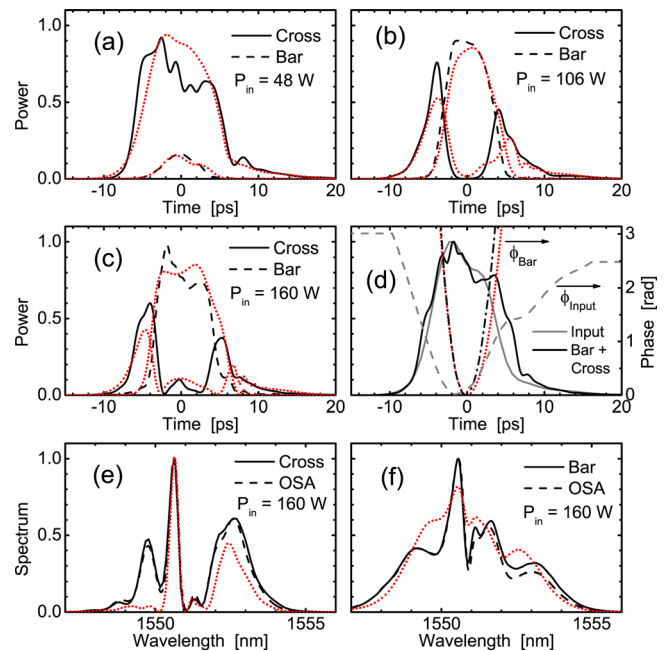 (a)
Cross
Bar
P_in = 48 W
Power
1.0
0.5
0.0
-10 0 10 20
Time [ps]
(b)
Cross
Bar
P_in = 106 W
-10 0 10 20
Time [ps]
(c)
Cross
Bar
P_in = 160 W
Power
1.0
0.5
0.0
-10 0 10 20
Time [ps]
(d)
ϕ_Bar
ϕ_Input
Input
Bar +
Cross
3
2
1
0
Phase [rad]
-10 0 10 20
Time [ps]
(e)
Cross
OSA
P_in = 160 W
Spectrum
1.0
0.5
0.0
1550 1555
Wavelength [nm]
(f)
Bar
OSA
P_in = 160 W
1550 1555
Wavelength [nm]